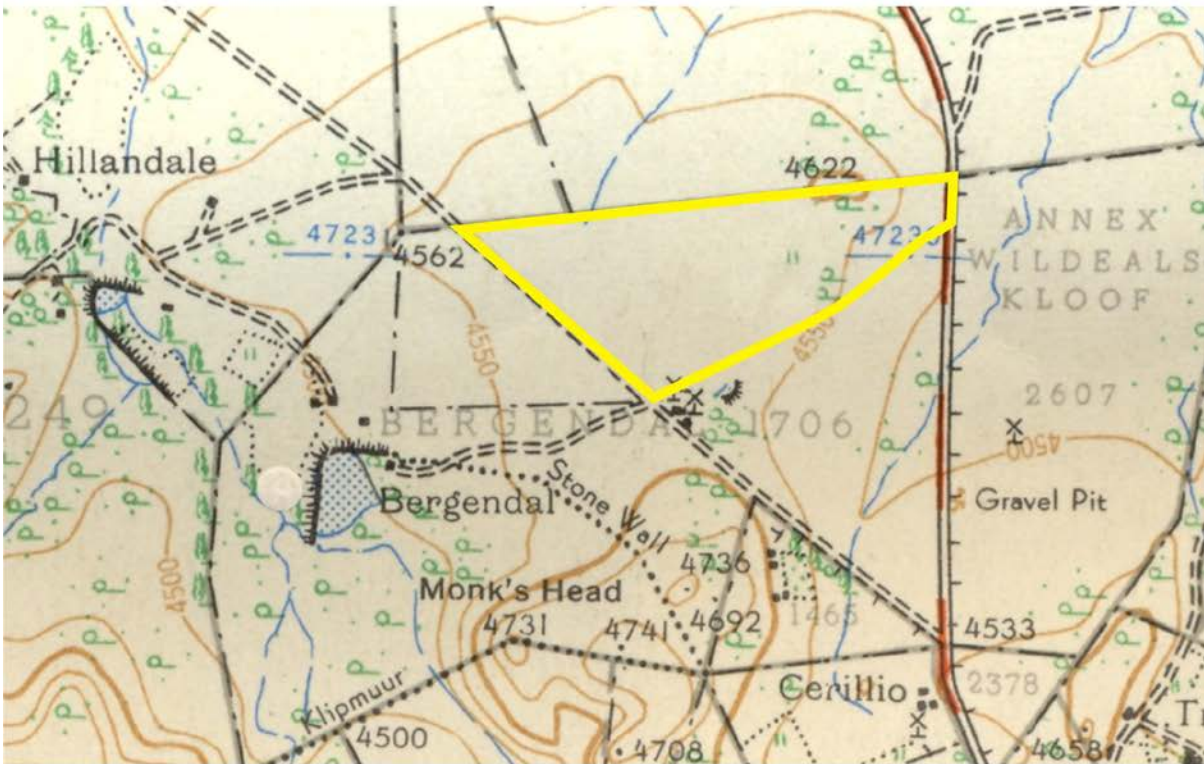 4622
Hillandale
ANNEX
4723
4723
4562
WILDEALS
KLOOF
4550
4550
2607
249
BERGENDAL 1706
4500
Stone Wall
Gravel Pit
Bergendal
4500
4736
Monk's Head
1465
4731
4741
4692
4533
Cerillio
2378
Klipmuur
4500
4708
4658